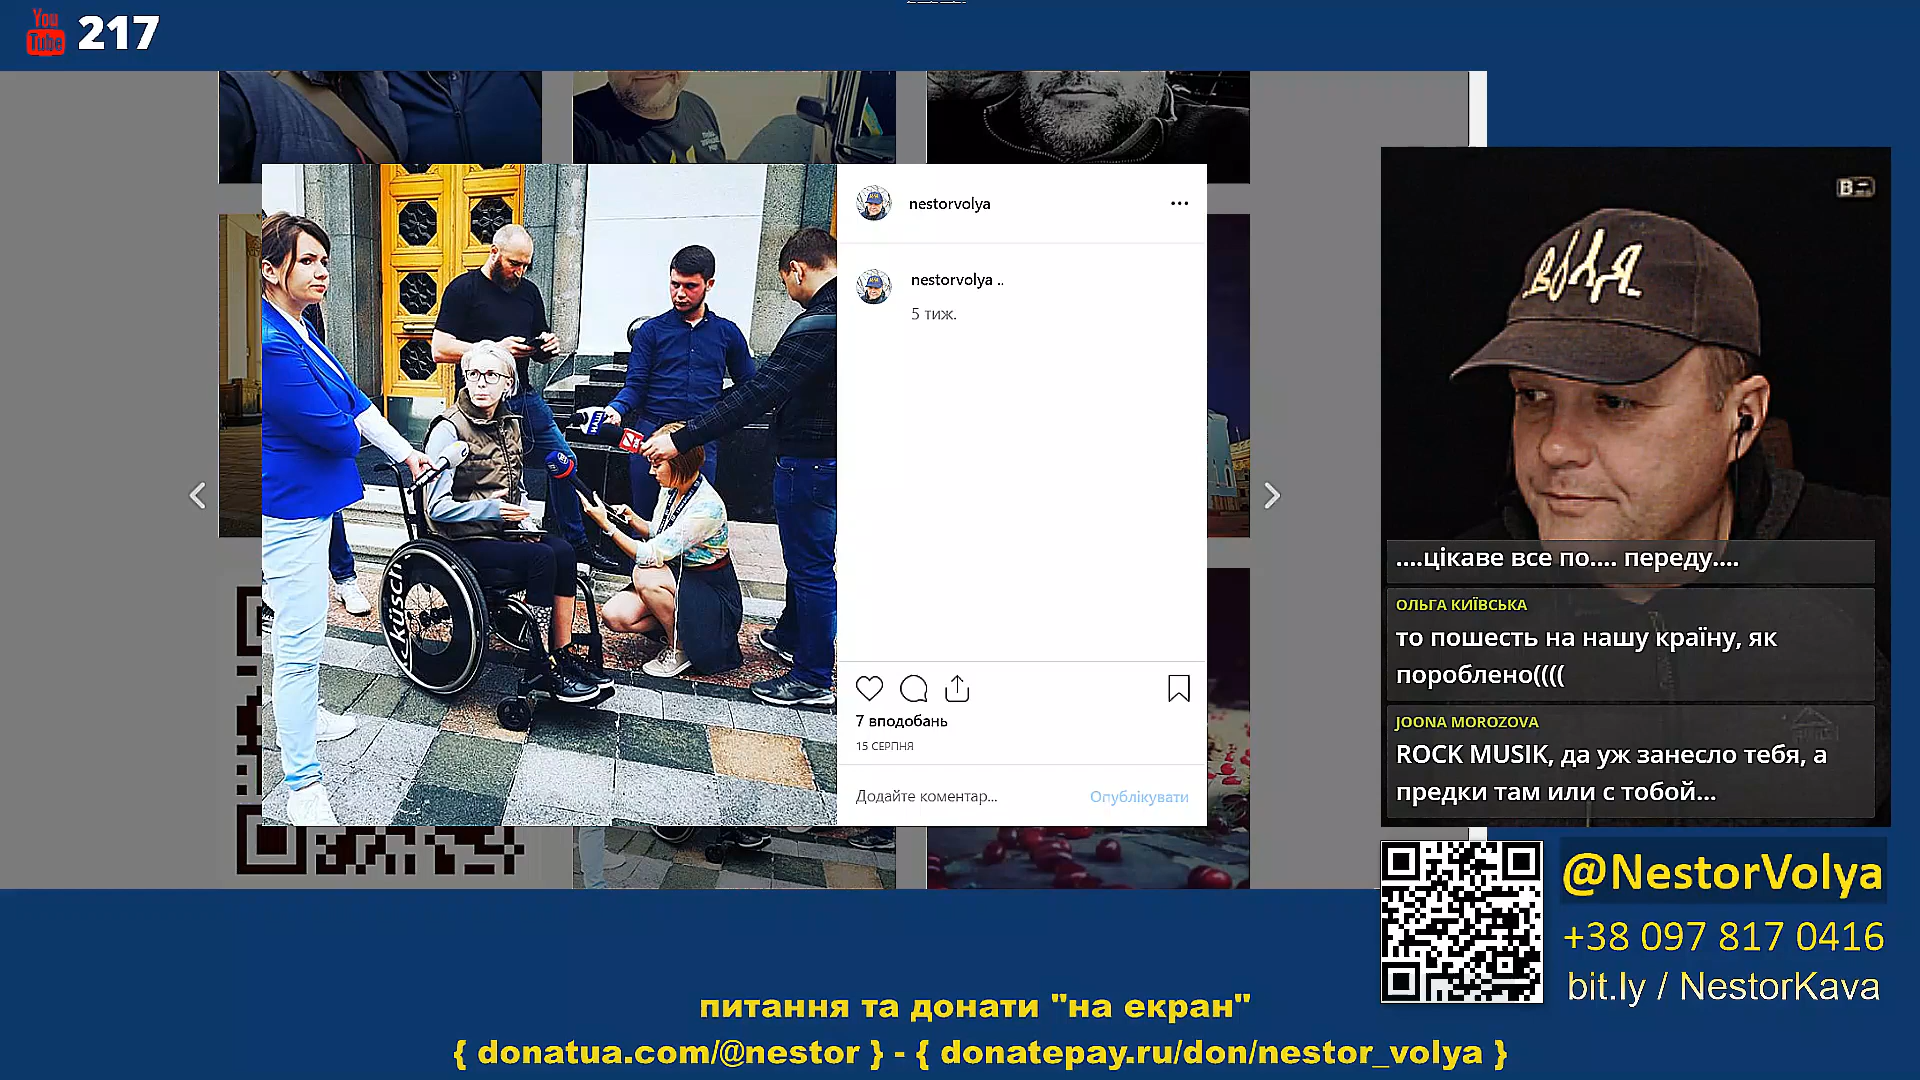 You
Tube
217
nestorvolya
nestorvolya ..
5 тиж.
7 вподобань
15 СЕРПНЯ
Додайте коментар...
Опублікувати
küsch
НАШ
ВОЛЯ
....цікаве все по.... переду....
ОЛЬГА КИЇВСЬКА
то пошесть на нашу країну, як
пороблено((((
JOONA MOROZOVA
ROCK MUSIK, да уж занесло тебя, а
предки там или с тобой...
@NestorVolya
+38 097 817 0416
bit.ly / NestorKava
питання та донати "на екран"
{ donatua.com/@nestor } - { donatepay.ru/don/nestor_volya }